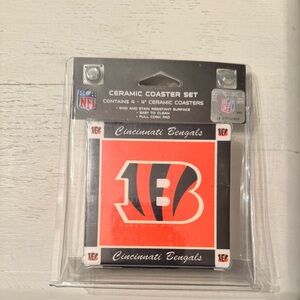 NFL
CERAMIC COASTER SET
CONTAINS 4 - 4" CERAMIC COASTERS
• SKID AND STAIN RESISTANT SURFACE
• EASY TO CLEAN
• FULL CORK PAD
Cincinnati Bengals
B
Cincinnati Bengals